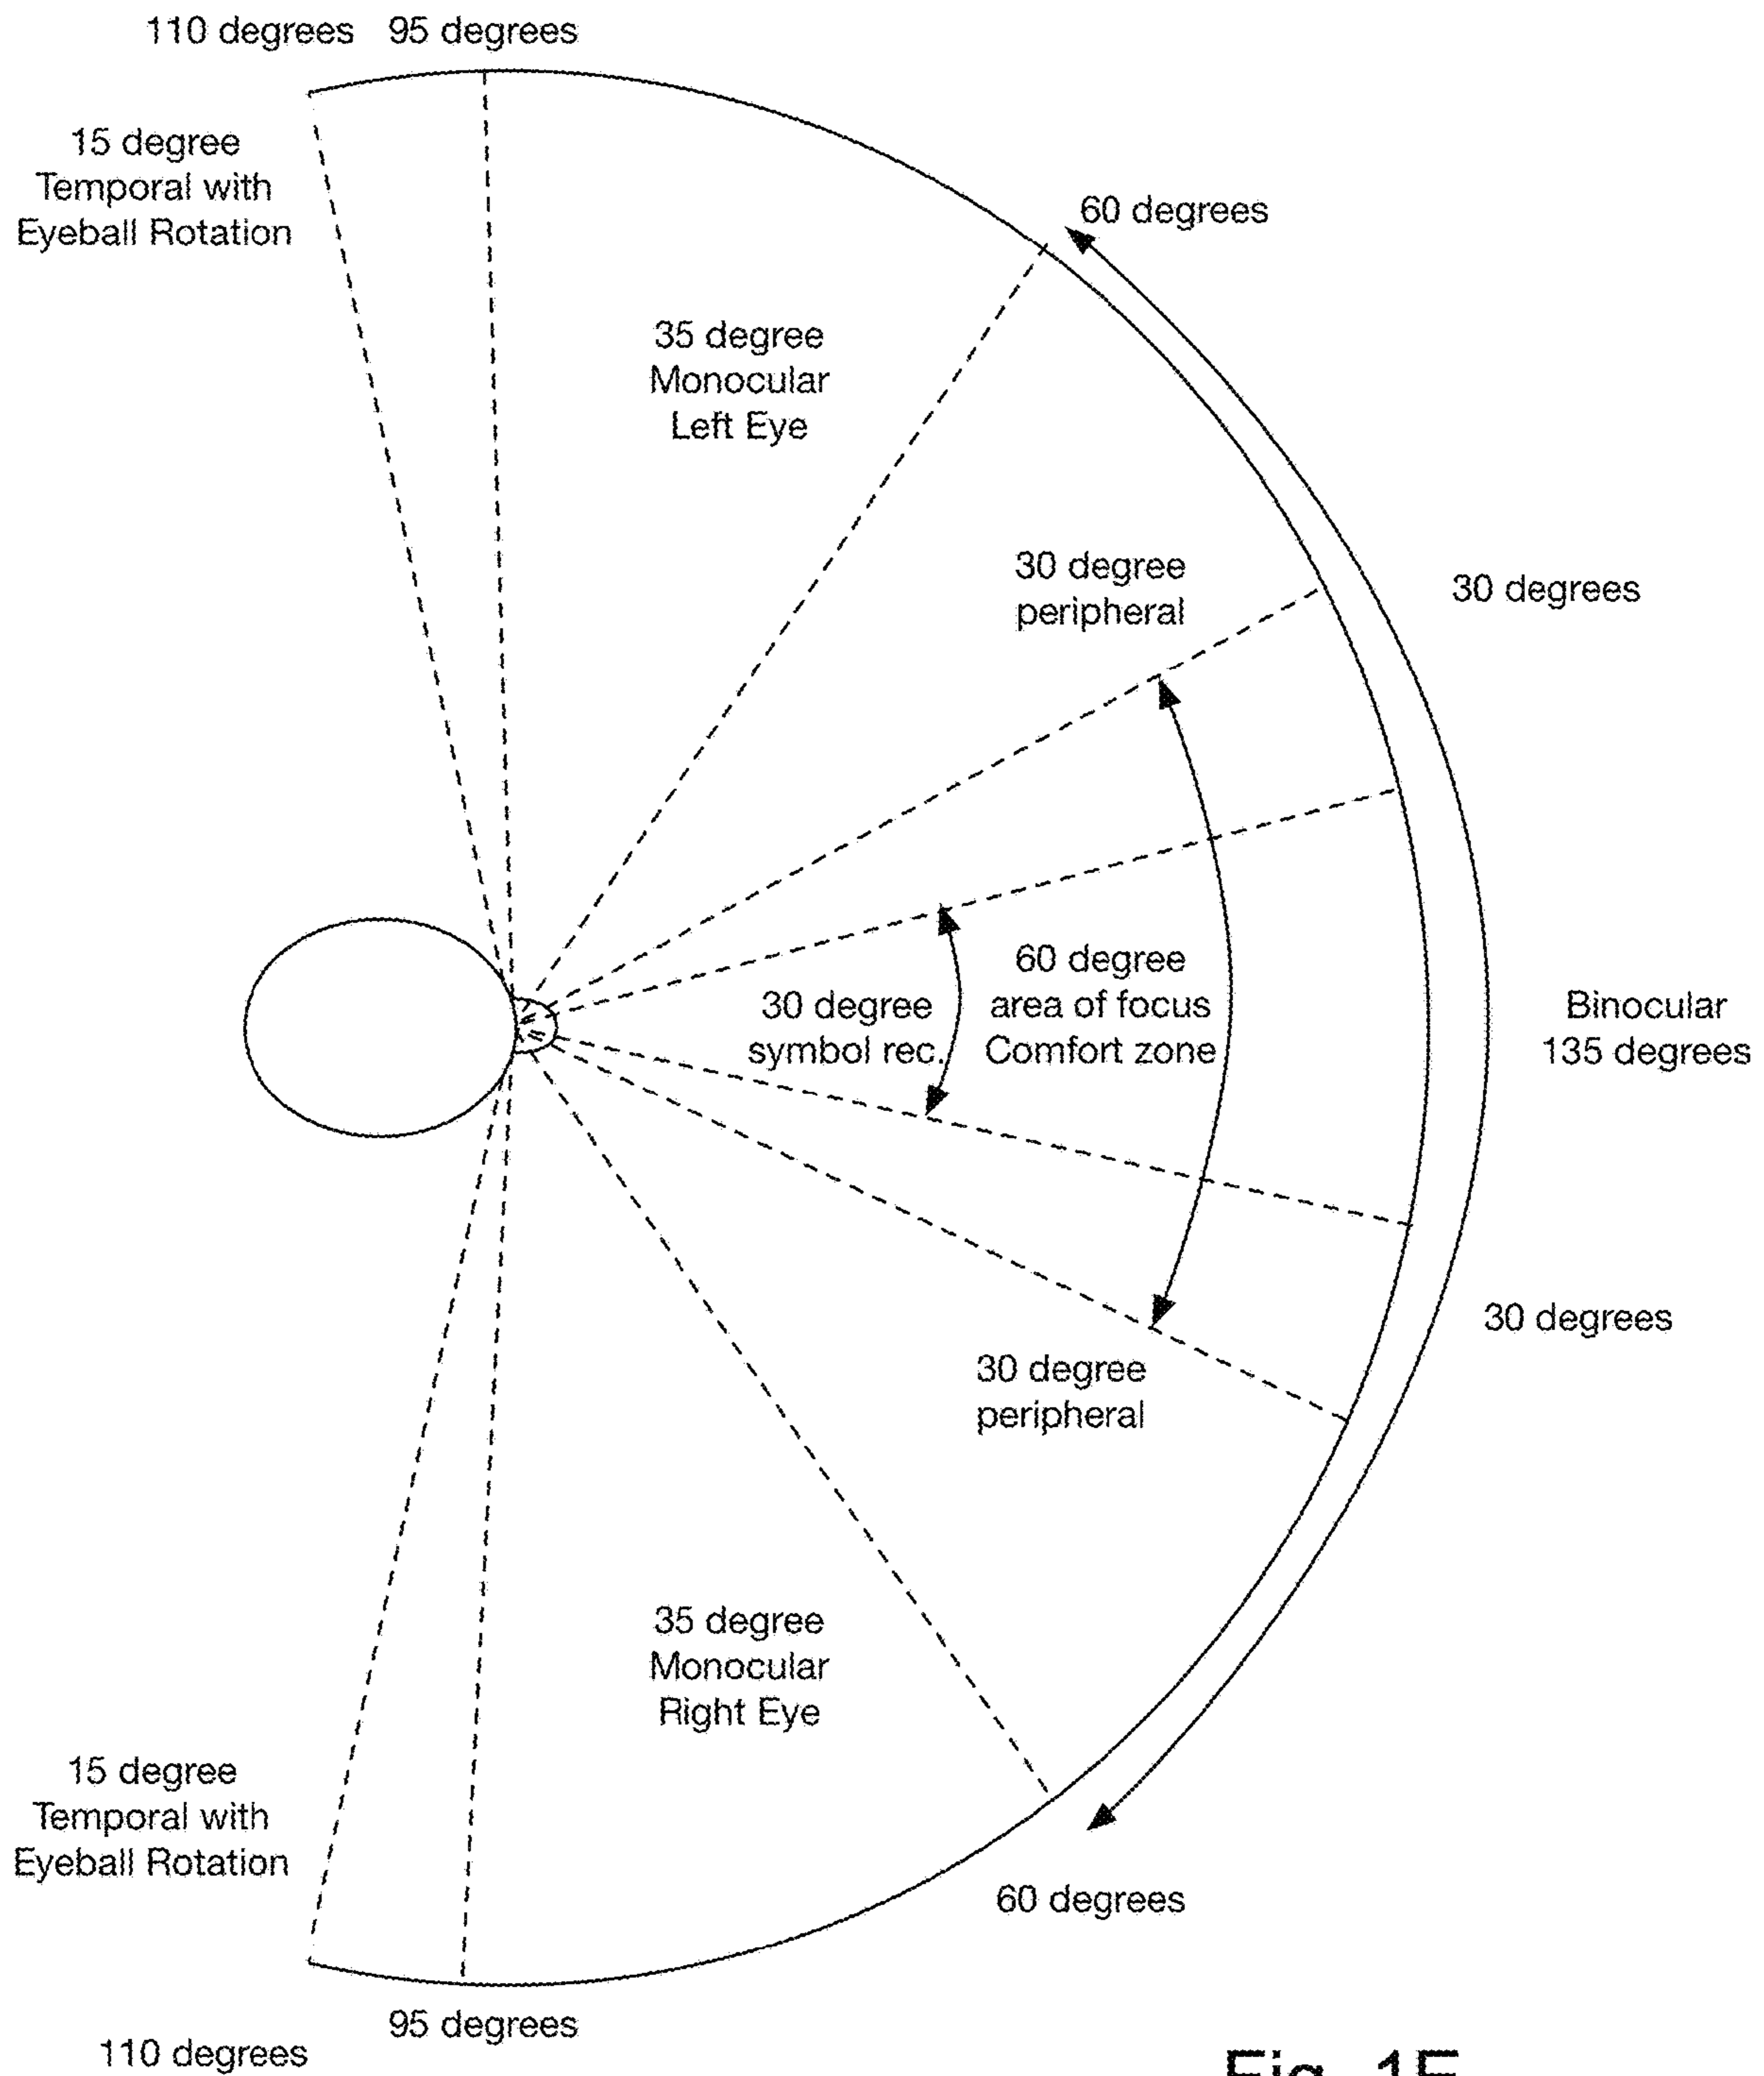 110 degrees 95 degrees
15 degree
Temporal with
Eyeball Rotation
60 degrees
35 degree
Monocular
Left Eye
30 degree
peripheral
30 degrees
60 degree
area of focus
Comfort zone
30 degree
symbol rec.
Binocular
135 degrees
30 degrees
30 degree
peripheral
35 degree
Monocular
Right Eye
15 degree
Temporal with
Eyeball Rotation
60 degrees
95 degrees
110 degrees